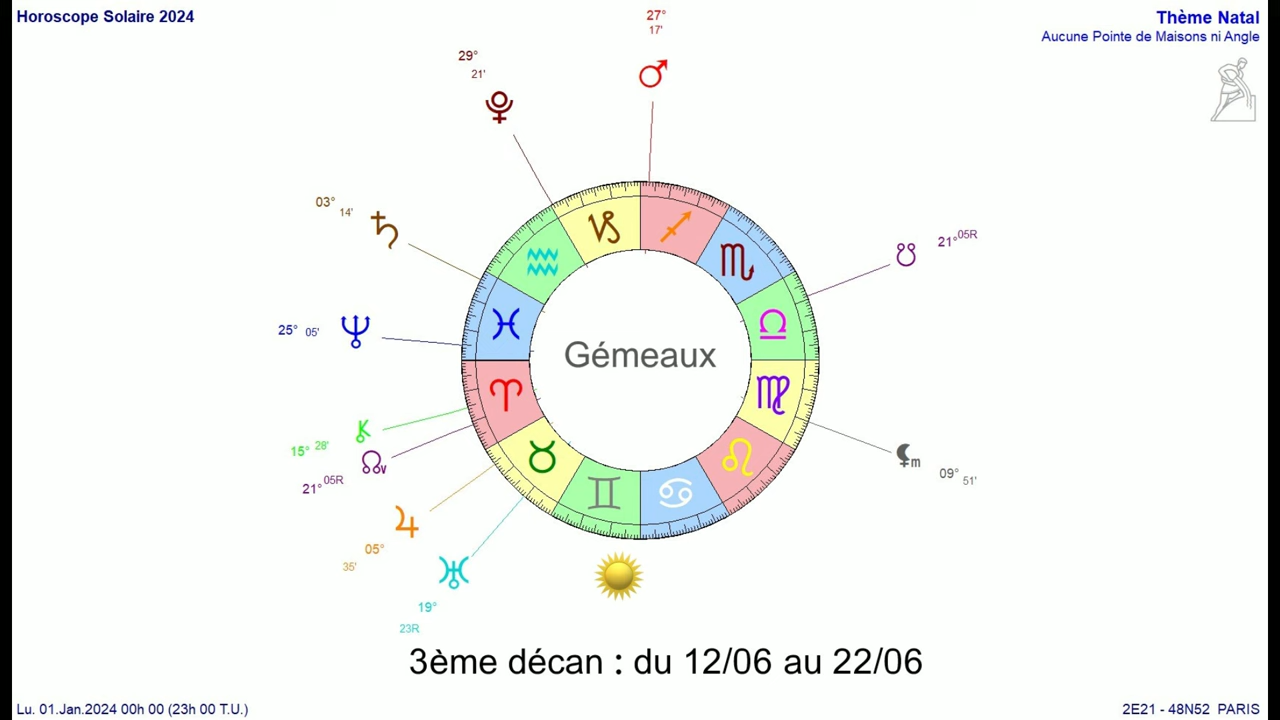 Horoscope Solaire 2024
Thème Natal
Aucune Pointe de Maisons ni Angle
27°
17'
29°
21'
03°
14'
21° 05R
25° 05'
Gémeaux
15° 28'
21° 05R
m
09° 51'
05°
35'
19°
23R
3ème décan : du 12/06 au 22/06
Lu. 01.Jan.2024 00h 00 (23h 00 T.U.)
2E21 - 48N52 PARIS